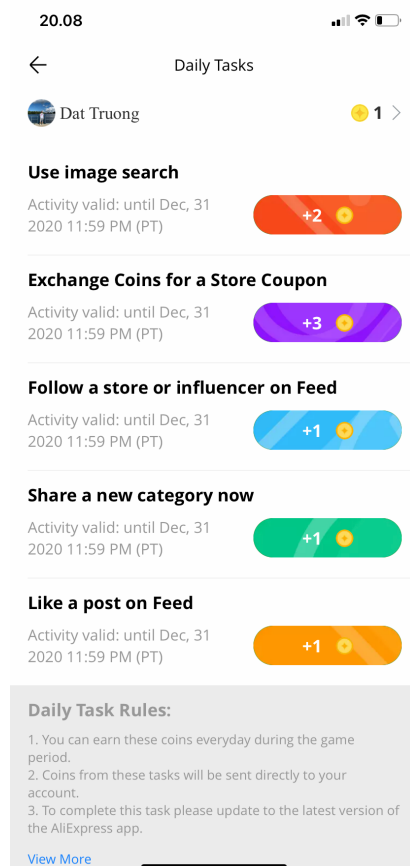 20.08
Daily Tasks
Dat Truong
1
Use image search
Activity valid: until Dec, 31
2020 11:59 PM (PT)
+2
Exchange Coins for a Store Coupon
Activity valid: until Dec, 31
2020 11:59 PM (PT)
+3
Follow a store or influencer on Feed
Activity valid: until Dec, 31
2020 11:59 PM (PT)
+1
Share a new category now
Activity valid: until Dec, 31
2020 11:59 PM (PT)
+1
Like a post on Feed
Activity valid: until Dec, 31
2020 11:59 PM (PT)
+1
Daily Task Rules:
1. You can earn these coins everyday during the game
period.
2. Coins from these tasks will be sent directly to your
account.
3. To complete this task please update to the latest version of
the AliExpress app.
View More